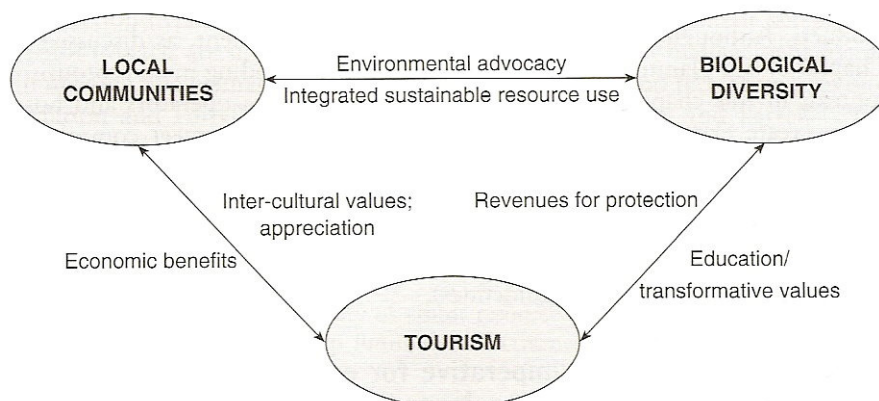 LOCAL
COMMUNITIES
Environmental advocacy
Integrated sustainable resource use
BIOLOGICAL
DIVERSITY
Inter-cultural values;
appreciation
Economic benefits
Revenues for protection
Education/
transformative values
TOURISM